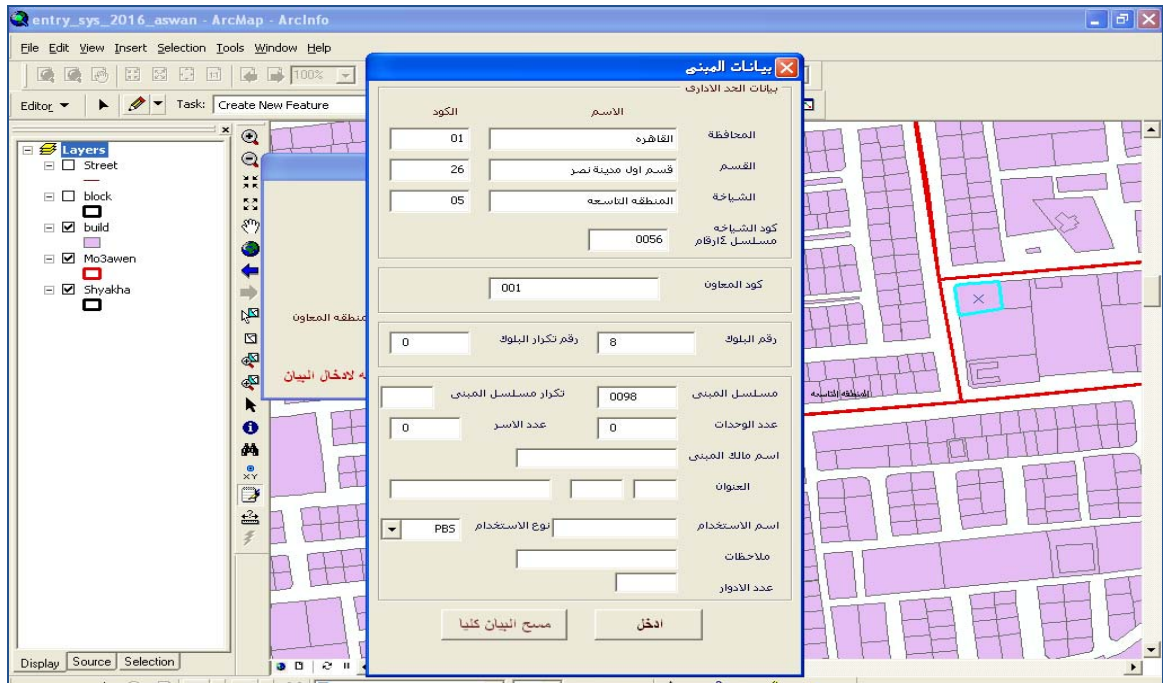 entry_sys_2016_aswan - ArcMap - ArcInfo
File Edit View Insert Selection Tools Window Help
100%
Editor Task: Create New Feature
Layers
Street
block
build
Mo3awen
Shyakha
Display Source Selection
منطقه المعاون
ه لادخال البيان
بيانات المبنى
بيانات الحد الادارى
الاسم الكود
المحافظة القاهره 01
القسم قسم اول مدينة نصر 26
الشياخة المنطقه التاسعه 05
كود الشياخه
مسلسل 4ارقام 0056
كود المعاون 001
رقم البلوك 8 رقم تكرار البلوك 0
مسلسل المبنى 0098 تكرار مسلسل المبنى
عدد الوحدات 0 عدد الاسر 0
اسم مالك المبنى
العنوان
اسم الاستخدام نوع الاستخدام PBS
ملاحظات
عدد الادوار
ادخل مسح البيان كليا
المنطقه التاسعه